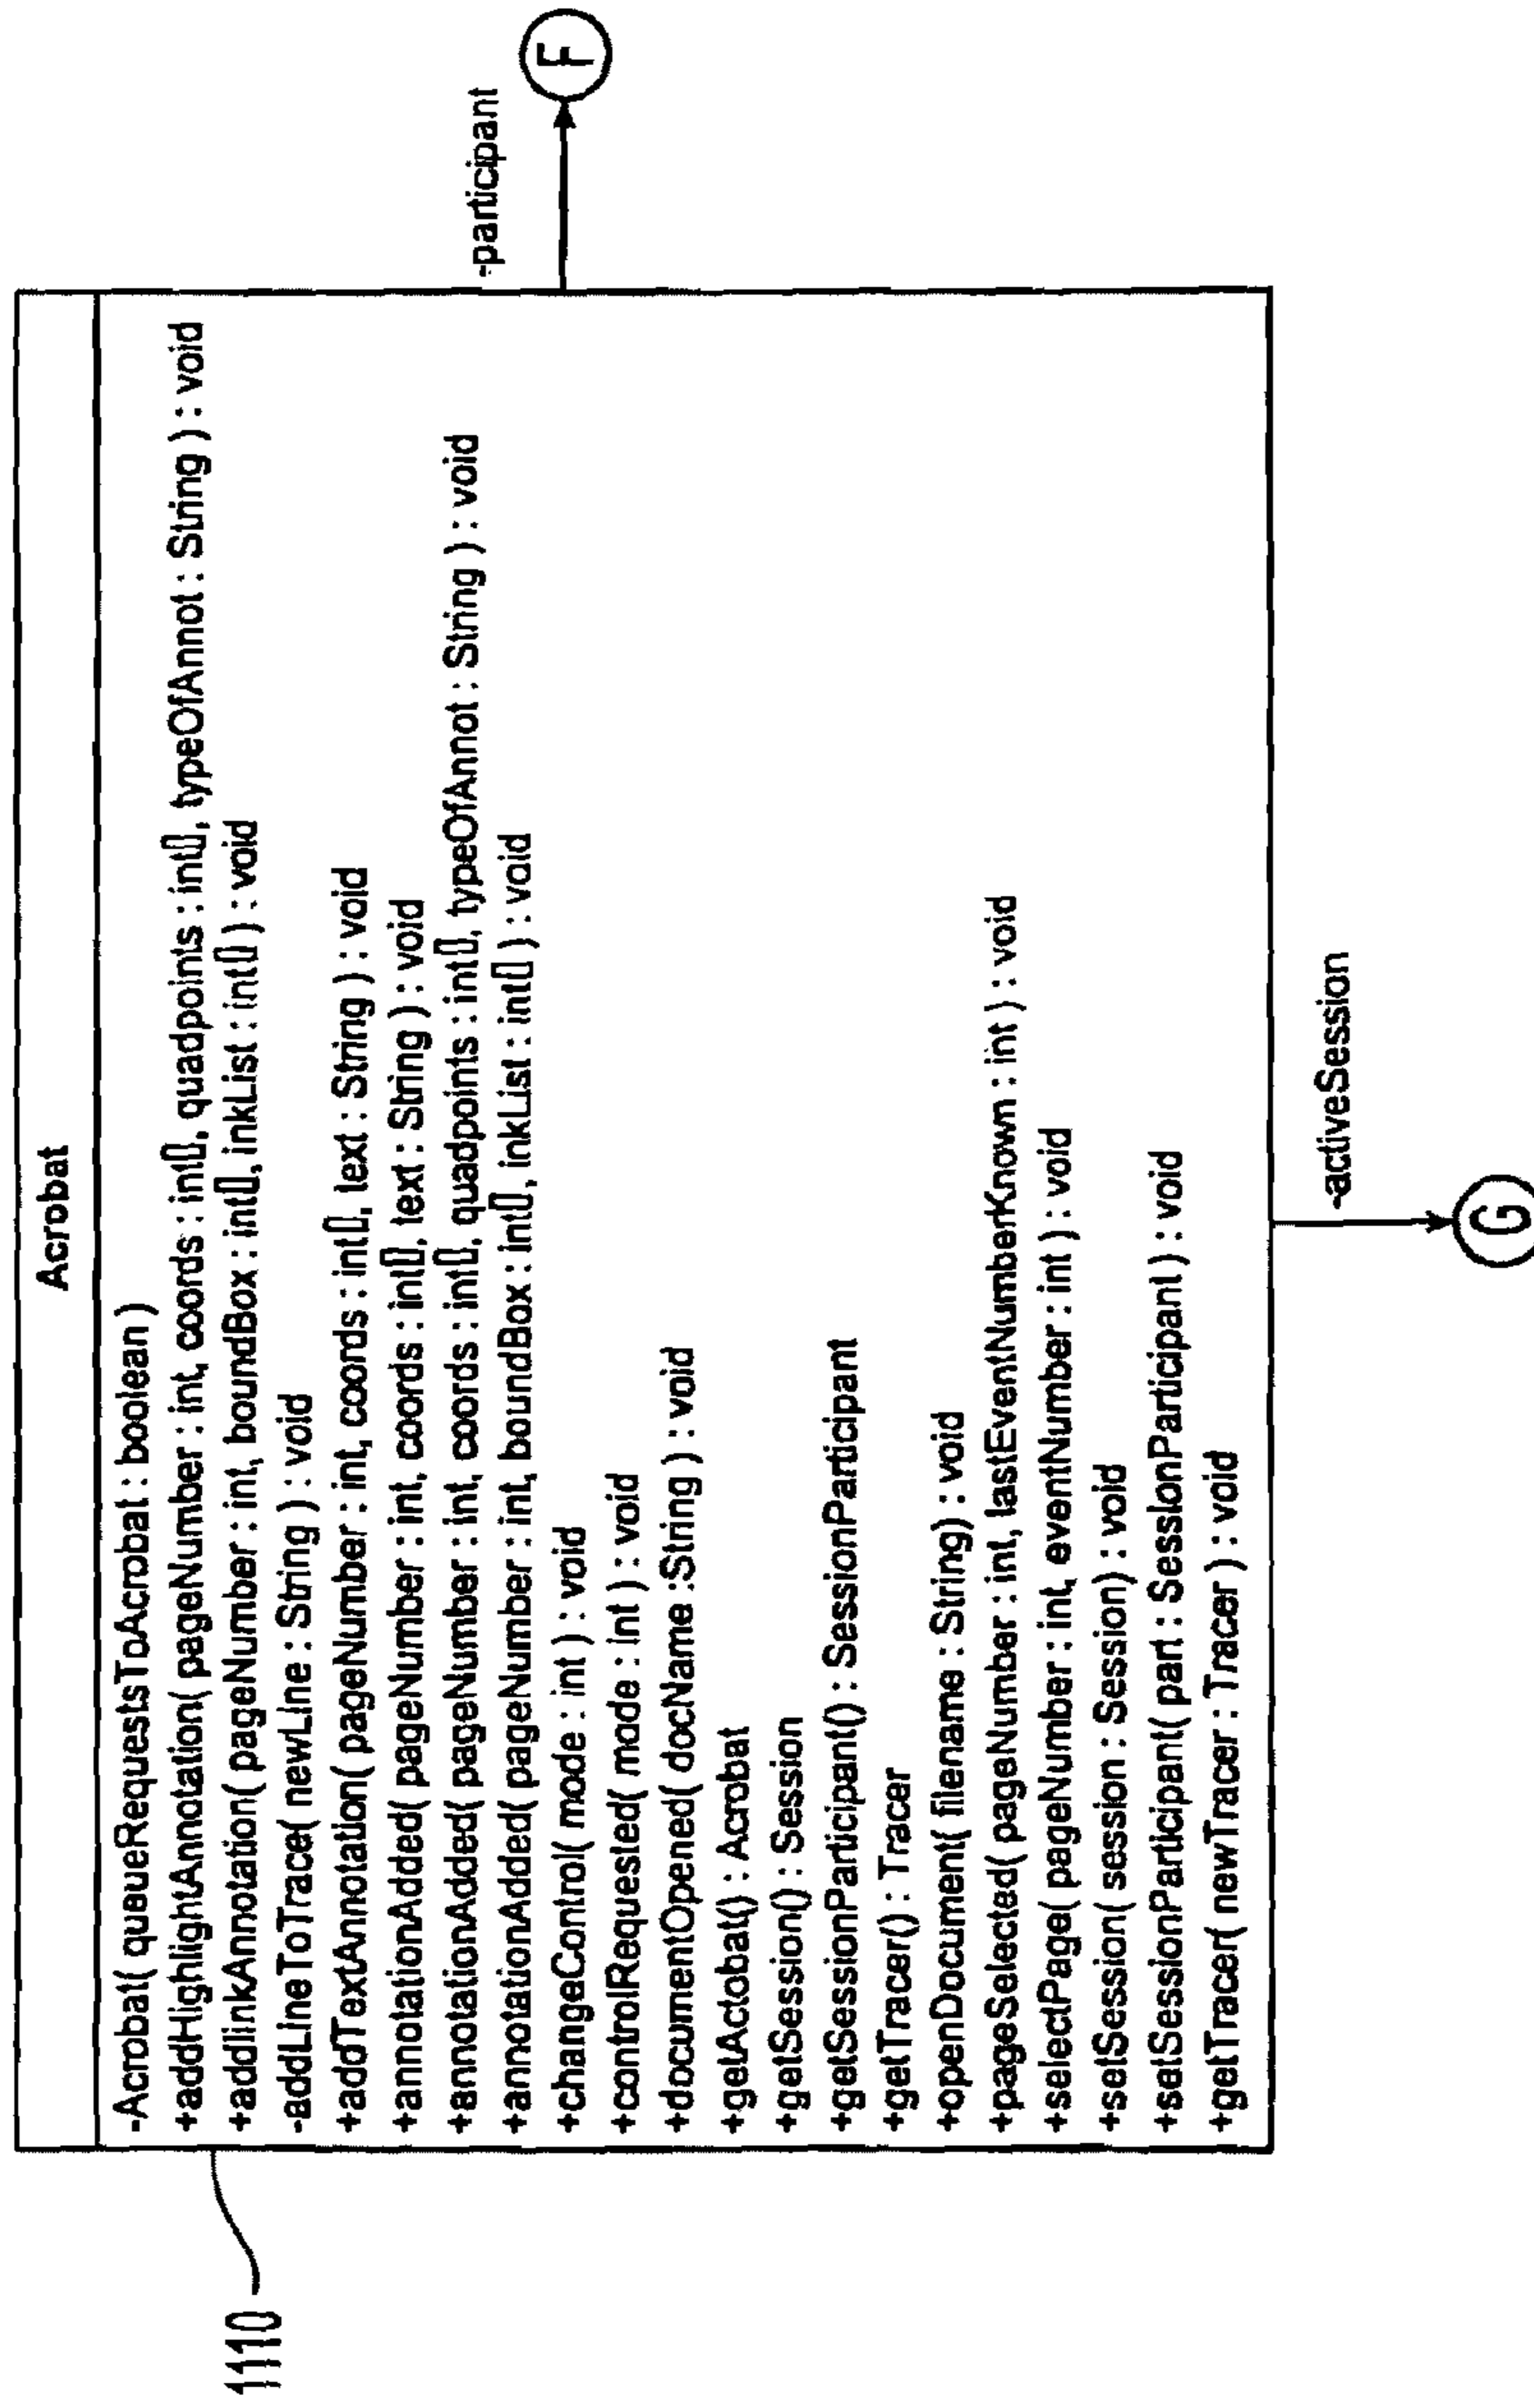 Acrobat
-Acrobat( queueRequestsToAcrobat : boolean )
+addHighlightAnnotation( pageNumber : int, coords : int[], quadpoints : int[], typeOfAnnot : String ) : void
+addInkAnnotation( pageNumber : int, boundBox : int[], inkList : int[] ) : void
-addLineToTrace( newLine : String ) : void
+addTextAnnotation( pageNumber : int, coords : int[], text : String ) : void
+annotationAdded( pageNumber : int, coords : int[], text : String ) : void
+annotationAdded( pageNumber : int, coords : int[], quadpoints : int[], typeOfAnnot : String ) : void
+annotationAdded( pageNumber : int, boundBox : int[], inkList : int[] ) : void
+changeControl( mode : int ) : void
+controlRequested( mode : int ) : void
+documentOpened( docName :String ) : void
+getActobat() : Acrobat
+getSession() : Session
+getSessionParticipant() : SessionParticipant
+getTracer() : Tracer
+openDocument( filename : String) : void
+pageSelected( pageNumber : int, lastEventNumberKnown : int ) : void
+selectPage( pageNumber : int, eventNumber : int ) : void
+setSession( session : Session) : void
+setSessionParticipant( part : SessionParticipant ) : void
+getTracer( newTracer : Tracer ) : void
-participant
F
-activeSession
G
1110